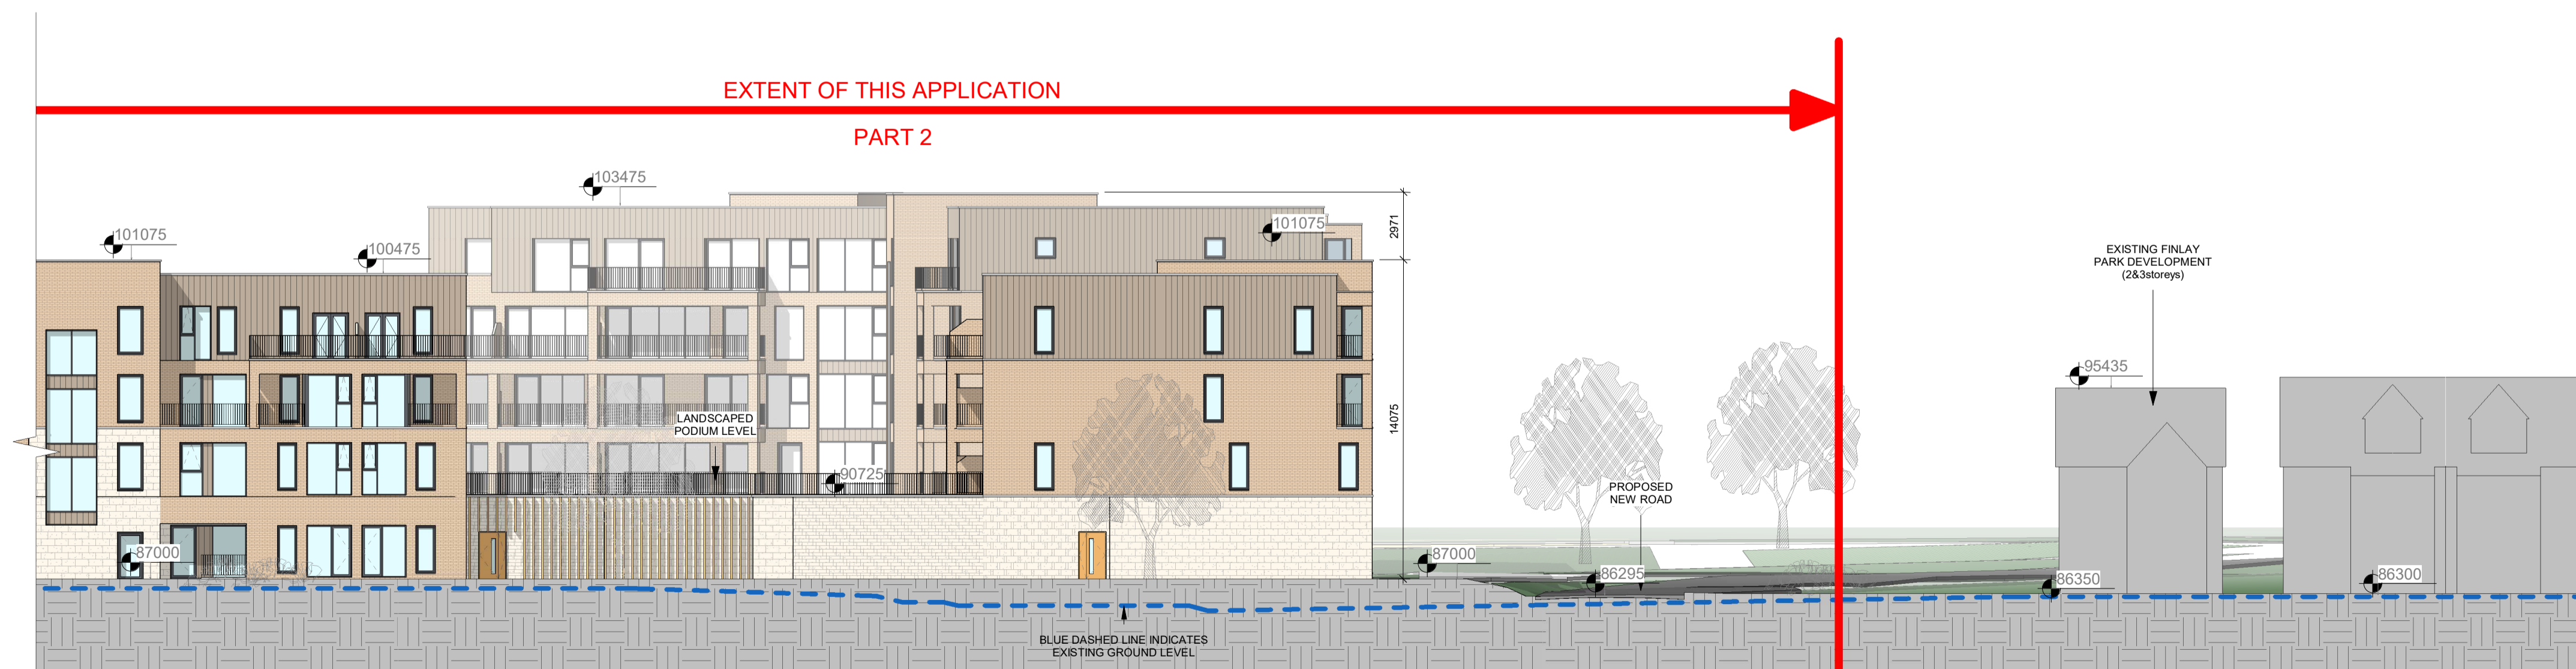 EXTENT OF THIS APPLICATION
PART 2
103475
101075
100475
101075
2971
EXISTING FINLAY
PARK DEVELOPMENT
(2&3storeys)
95435
14075
LANDSCAPED
PODIUM LEVEL
90725
PROPOSED
NEW ROAD
87000
87000
86295
86350
86300
BLUE DASHED LINE INDICATES
EXISTING GROUND LEVEL